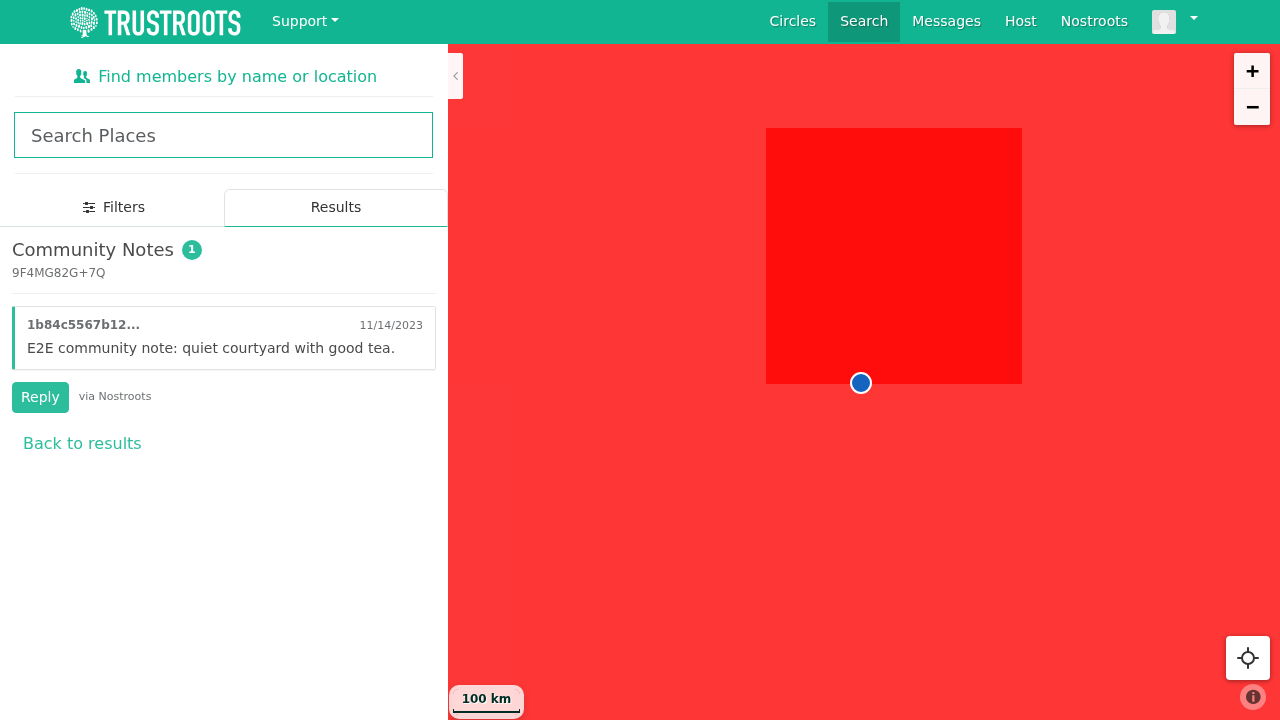 TRUSTROOTS
Support
Circles
Search
Messages
Host
Nostroots
Find members by name or location
Search Places
Filters
Results
Community Notes 1
9F4MG82G+7Q
1b84c5567b12...
11/14/2023
E2E community note: quiet courtyard with good tea.
Reply
via Nostroots
Back to results
+
−
100 km